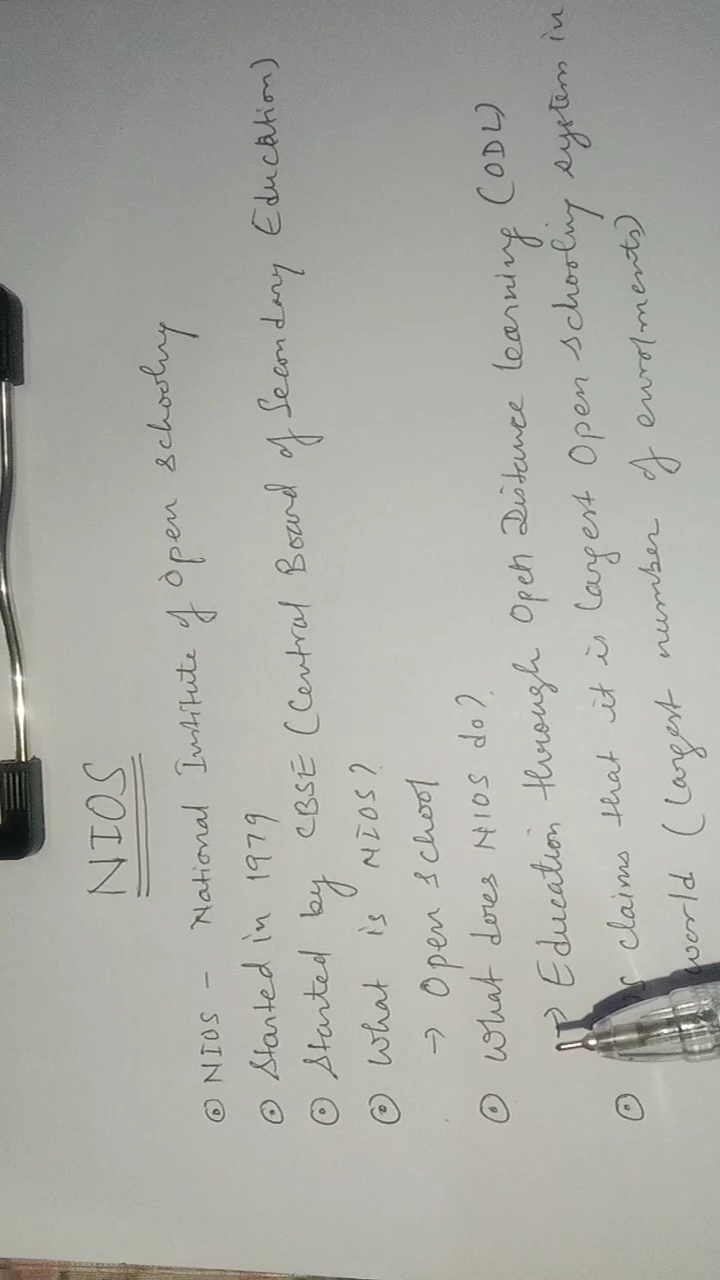 NIOS
NIOS - National Institute of Open schooling
Started in 1979
Started by CBSE (Central Board of Secondary Education)
What is NIOS?
→ Open School
What does NIOS do?
→ Education through Open Distance learning (ODL)
claims that it is largest Open schooling system in
world (largest number of enrolments)